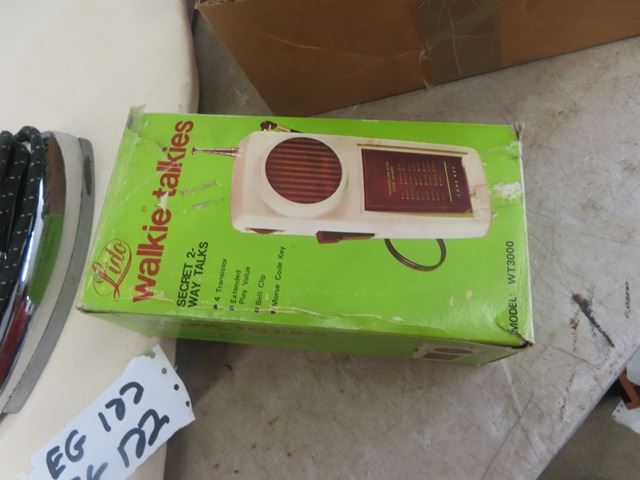 Lido
walkie-talkies
SECRET 2-
WAY TALKS
4 Transistor
Extended
Play Value
Belt Clip
Morse Code Key
MODEL: WT3000
EG 122
122